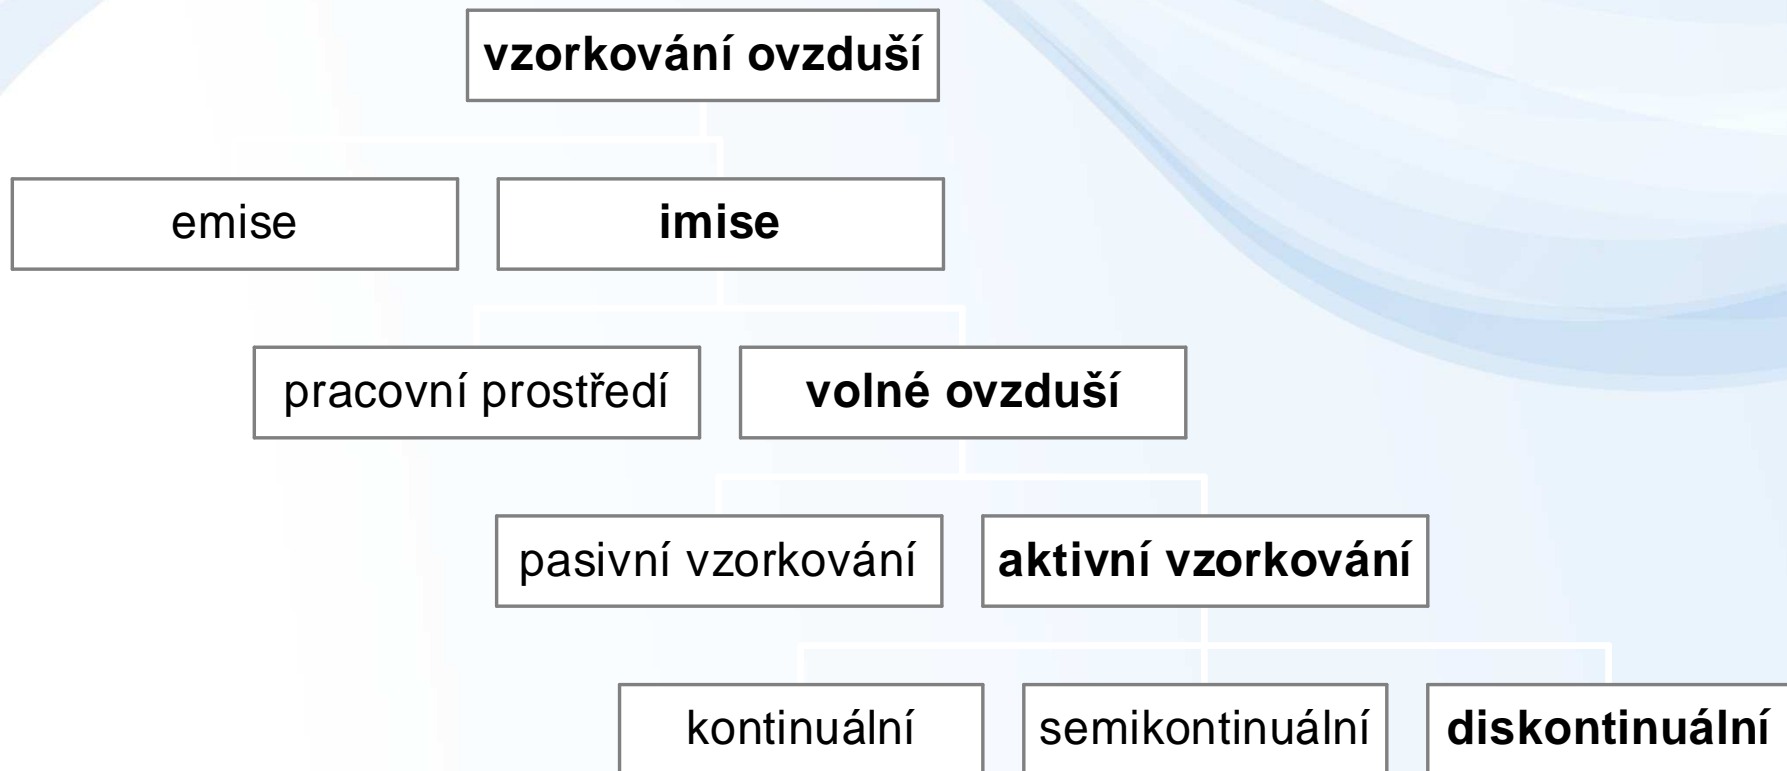 vzorkování ovzduší
emise
imise
pracovní prostředí
volné ovzduší
pasivní vzorkování
aktivní vzorkování
kontinuální
semikontinuální
diskontinuální